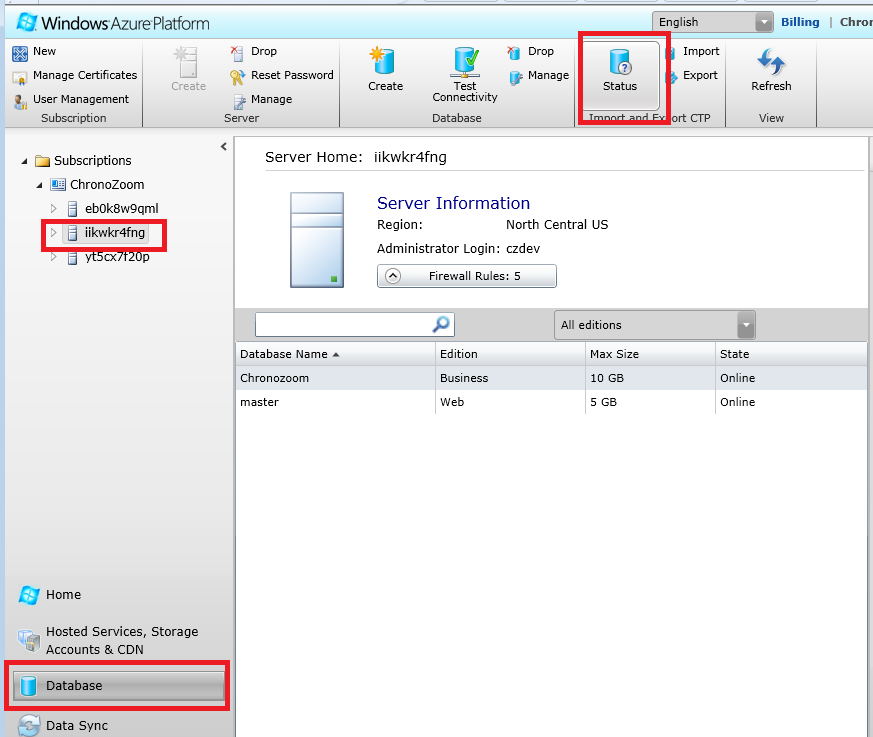 Windows Azure Platform
English
Billing | Chron
New
Manage Certificates
User Management
Subscription
Create
Drop
Reset Password
Manage
Server
Create
Test
Connectivity
Drop
Manage
Database
Status
Import
Export
Import and Export CTP
Refresh
View
Subscriptions
ChronoZoom
eb0k8w9qml
iikwkr4fng
yt5cx7f20p
Server Home: iikwkr4fng
Server Information
Region: North Central US
Administrator Login: czdev
Firewall Rules: 5
All editions
Database Name Edition Max Size State
Chronozoom Business 10 GB Online
master Web 5 GB Online
Home
Hosted Services, Storage
Accounts & CDN
Database
Data Sync